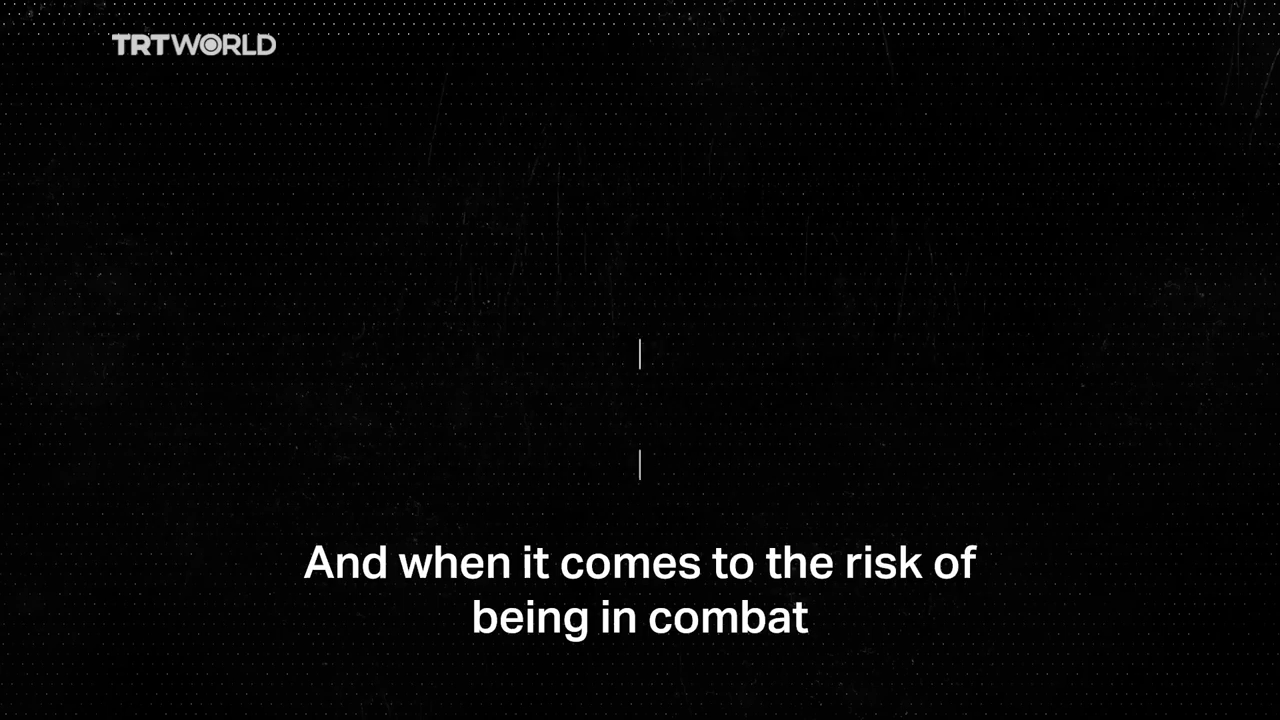 TRTWORLD
And when it comes to the risk of
being in combat